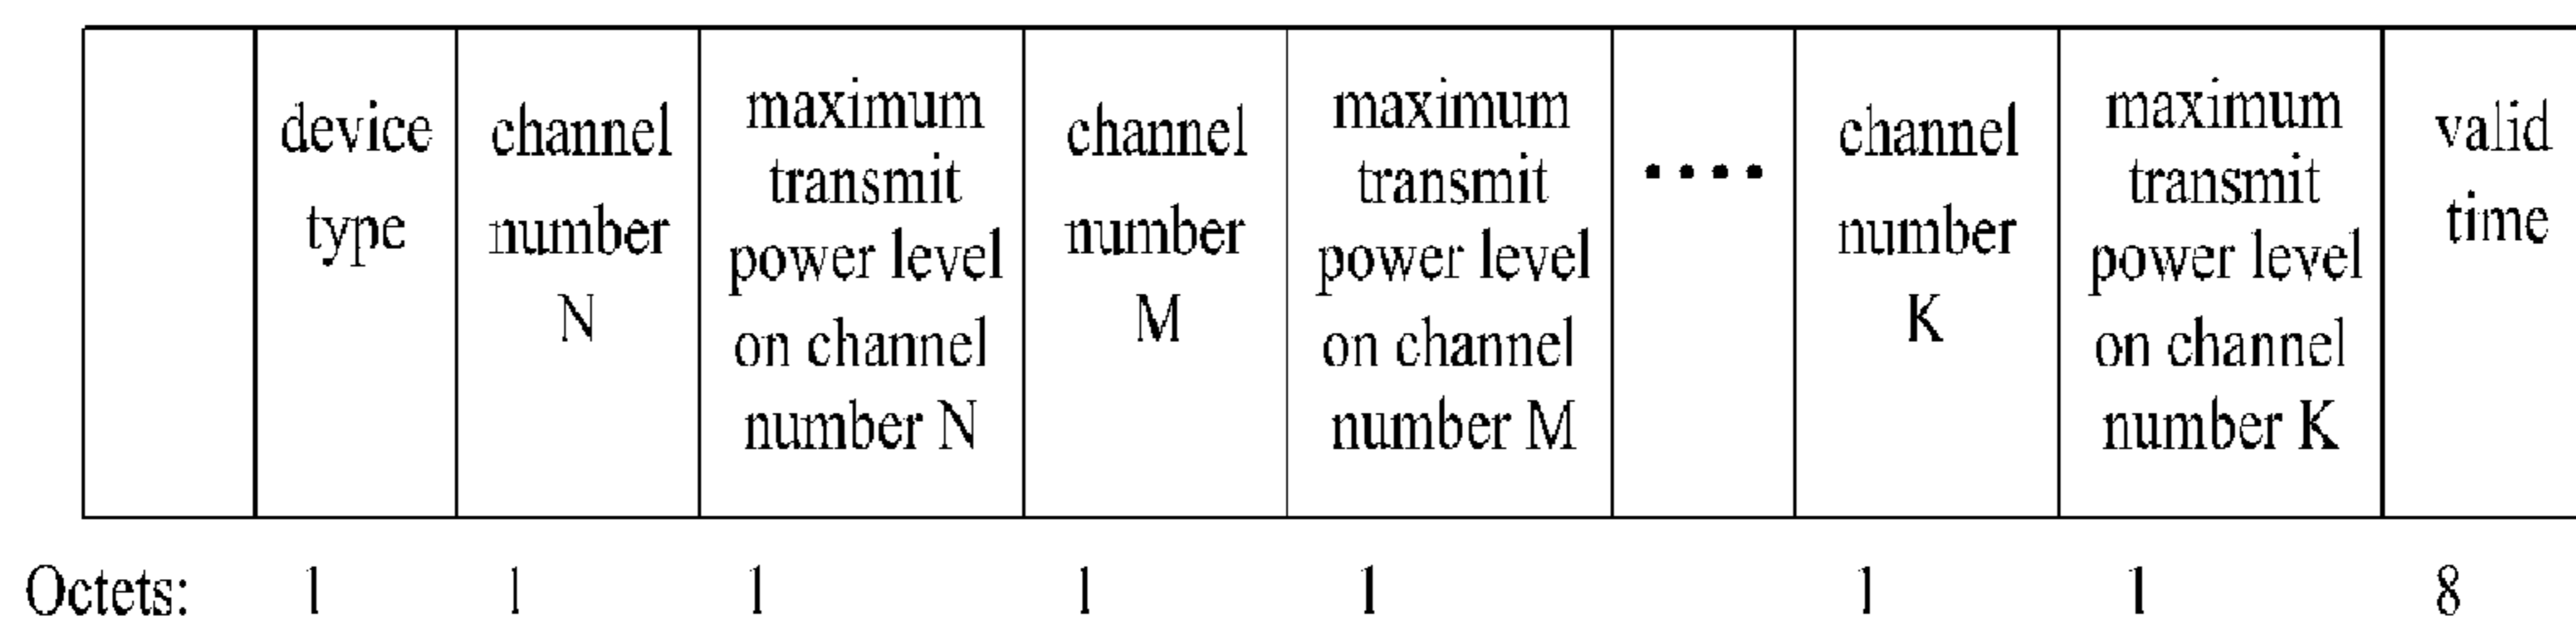 device
type
channel
number
N
maximum
transmit
power level
on channel
number N
channel
number
M
maximum
transmit
power level
on channel
number M
....
channel
number
K
maximum
transmit
power level
on channel
number K
valid
time
Octets: 1 1 1 1 1 1 1 8